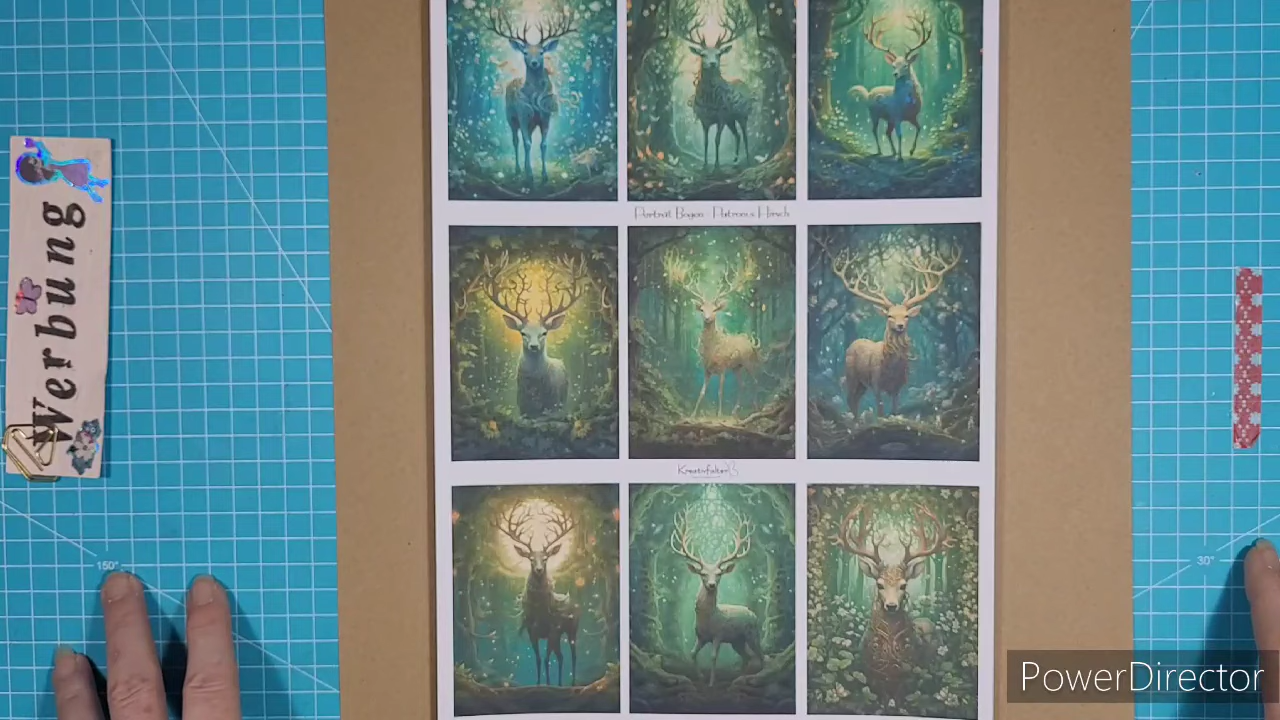 Werbung
Portrait Bogen - Patronus Hirsch
Kreativfalter
150°
30°
PowerDirector